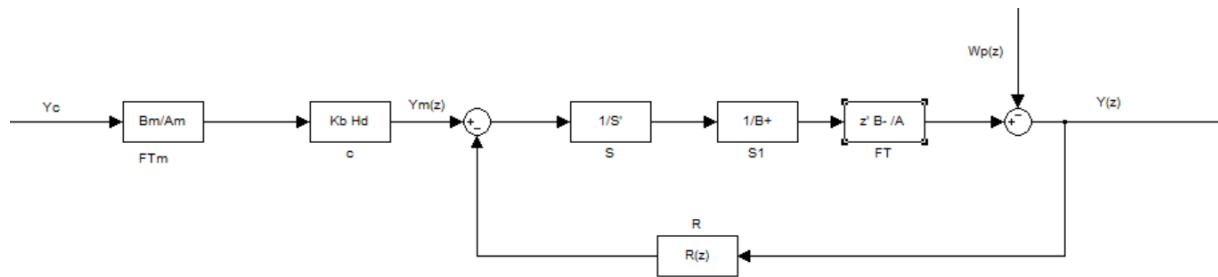 Wp(z)
Yc
Bm/Am
FTm
Kb Hd
c
Ym(z)
+
-
1/S'
S
1/B+
S1
z' B- /A
FT
+
-
Y(z)
R
R(z)